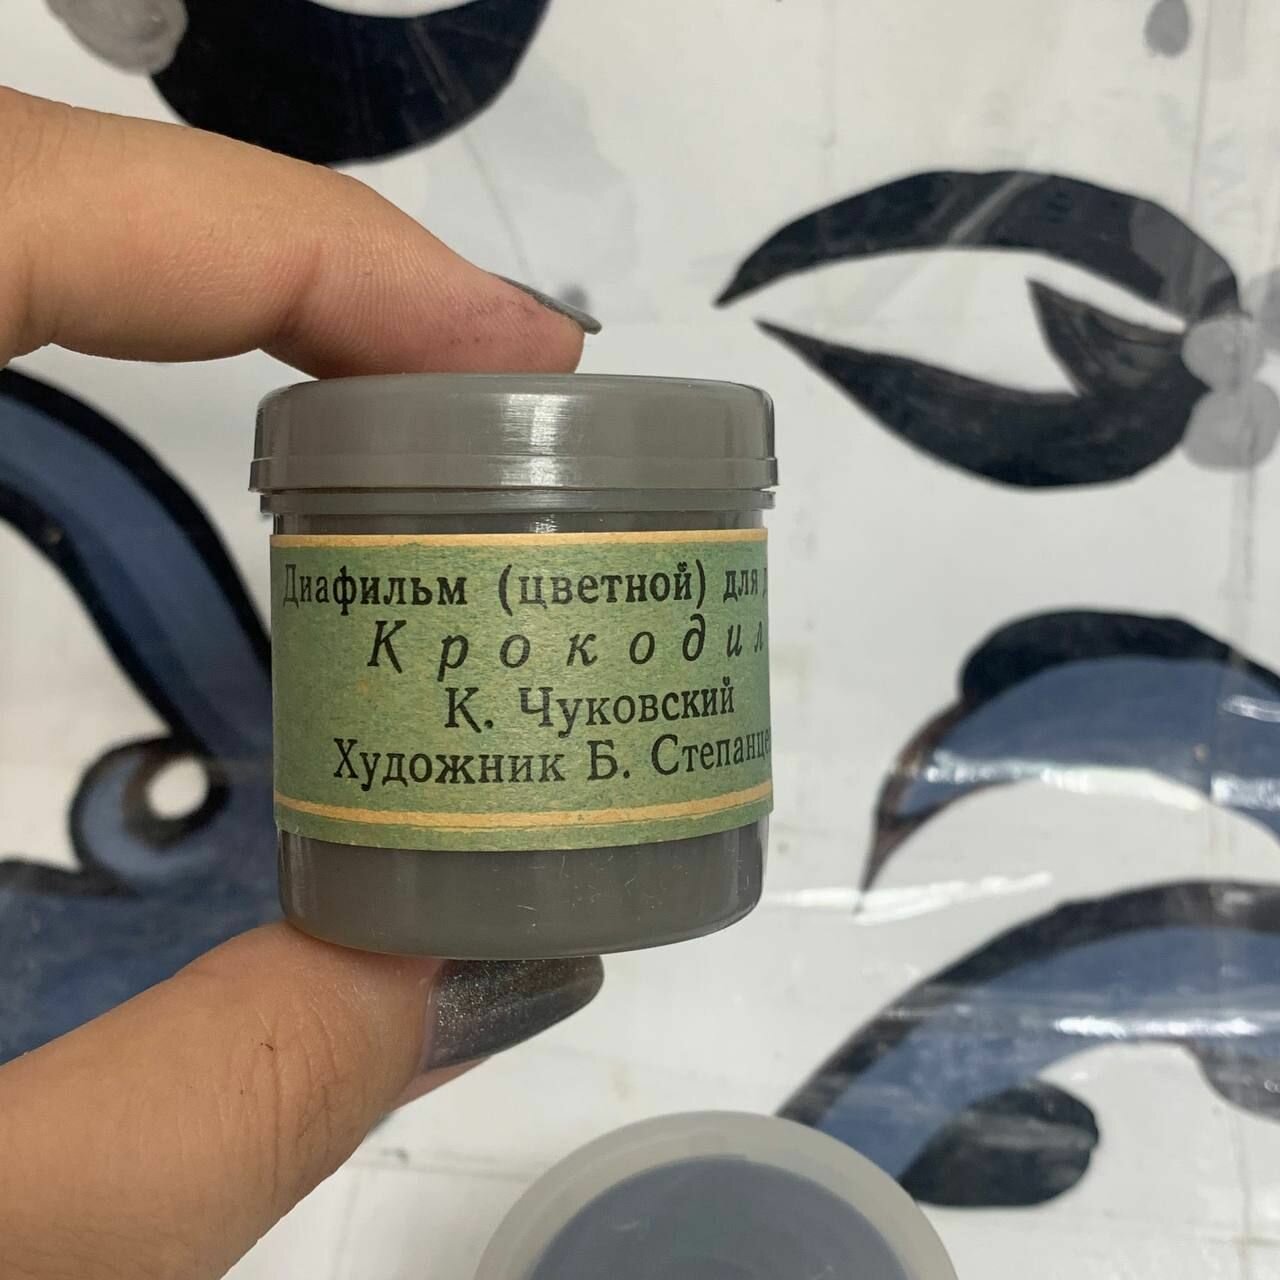 Диафильм (цветной) для
Крокодил
К. Чуковский
Художник Б. Степанце